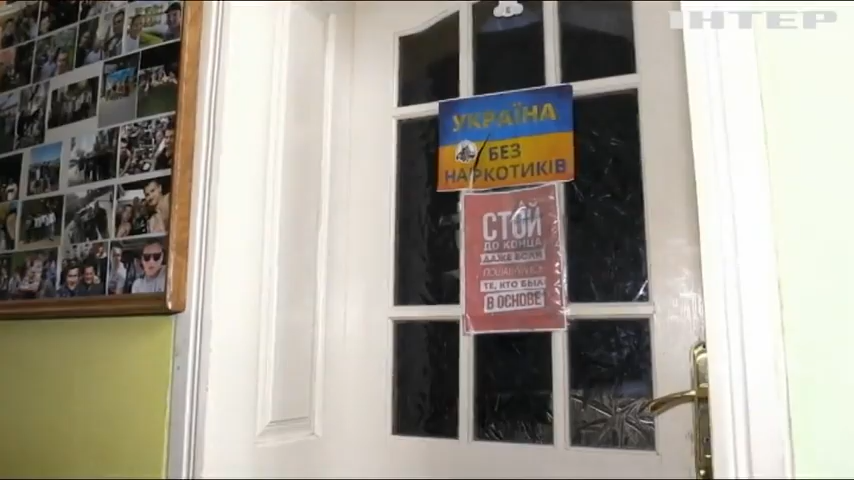 ІНТЕР
УКРАЇНА
БЕЗ
НАРКОТИКІВ
СТОЙ
ДО КОНЦА
ДАЖЕ ЕСЛИ
ТЕ, КТО БЫЛ
В ОСНОВЕ